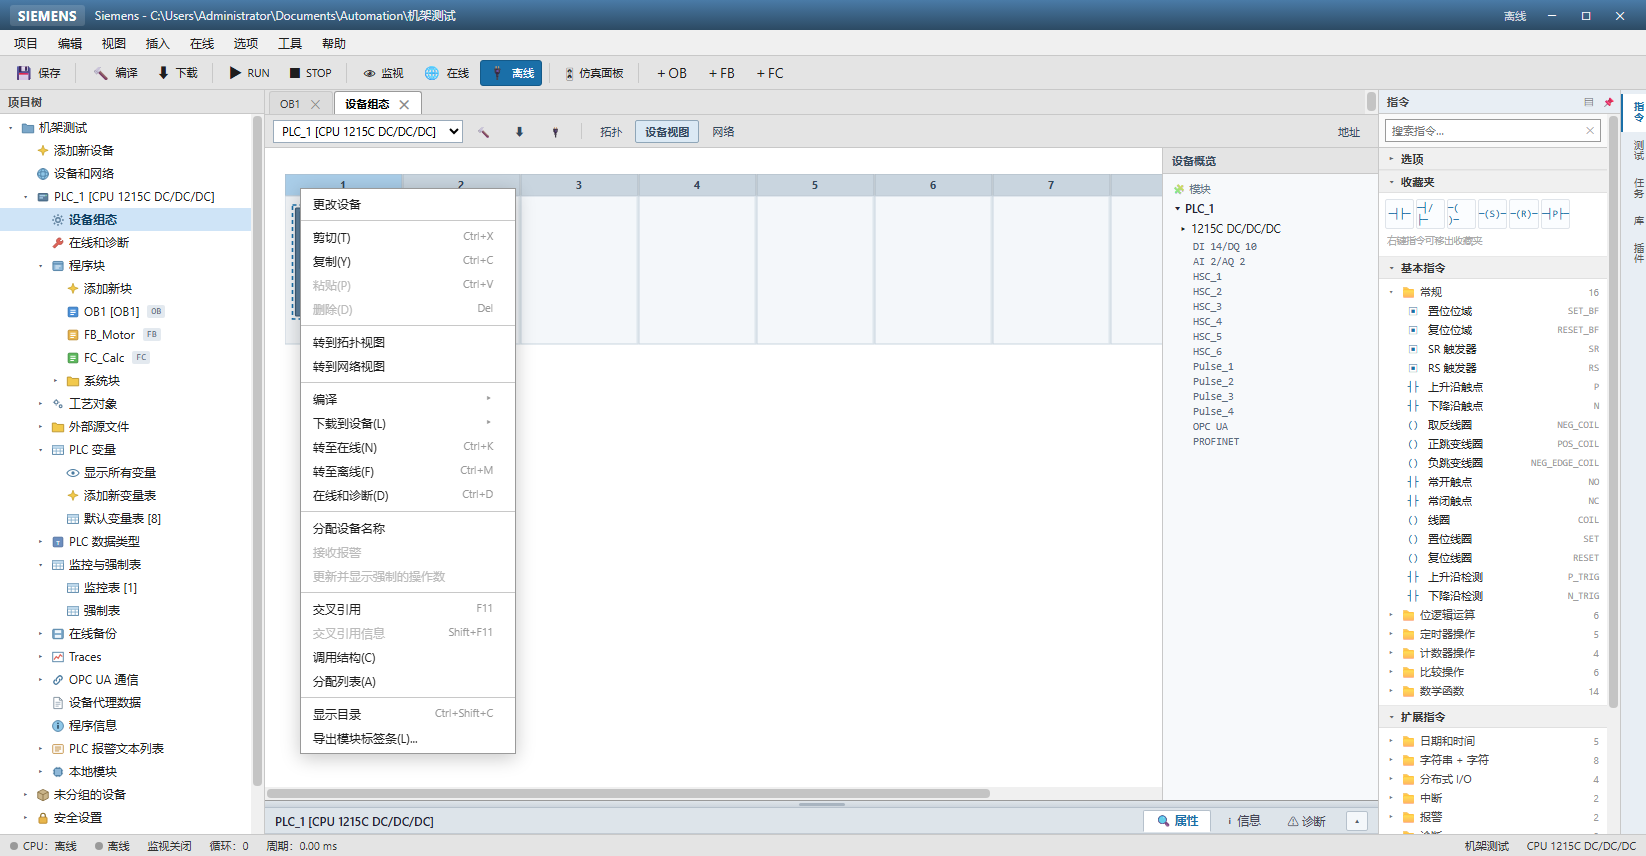 SIEMENS Siemens - C:\Users\Administrator\Documents\Automation\机架测试 离线
项目 编辑 视图 插入 在线 选项 工具 帮助
保存 编译 下载 RUN STOP 监视 在线 离线 仿真面板 +OB +FB +FC
项目树
机架测试
添加新设备
设备和网络
PLC_1 [CPU 1215C DC/DC/DC]
设备组态
在线和诊断
程序块
添加新块
OB1 [OB1] OB
FB_Motor FB
FC_Calc FC
系统块
工艺对象
外部源文件
PLC 变量
显示所有变量
添加新变量表
默认变量表 [8]
PLC 数据类型
监控与强制表
监控表 [1]
强制表
在线备份
Traces
OPC UA 通信
设备代理数据
程序信息
PLC 报警文本列表
本地模块
未分组的设备
安全设置
OB1 设备组态
PLC_1 [CPU 1215C DC/DC/DC] 拓扑 设备视图 网络 地址
1 2 3 4 5 6 7
更改设备
剪切(T) Ctrl+X
复制(Y) Ctrl+C
粘贴(P) Ctrl+V
删除(D) Del
转到拓扑视图
转到网络视图
编译
下载到设备(L)
转至在线(N) Ctrl+K
转至离线(F) Ctrl+M
在线和诊断(D) Ctrl+D
分配设备名称
接收报警
更新并显示强制的操作数
交叉引用 F11
交叉引用信息 Shift+F11
调用结构(C)
分配列表(A)
显示目录 Ctrl+Shift+C
导出模块标签条(L)...
设备概览
模块
PLC_1
1215C DC/DC/DC
DI 14/DQ 10
AI 2/AQ 2
HSC_1
HSC_2
HSC_3
HSC_4
HSC_5
HSC_6
Pulse_1
Pulse_2
Pulse_3
Pulse_4
OPC UA
PROFINET
PLC_1 [CPU 1215C DC/DC/DC] 属性 信息 诊断
指令
搜索指令...
选项
收藏夹
右键指令可移出收藏夹
基本指令
常规 16
置位位域 SET_BF
复位位域 RESET_BF
SR 触发器 SR
RS 触发器 RS
上升沿触点 P
下降沿触点 N
取反线圈 NEG_COIL
正跳变线圈 POS_COIL
负跳变线圈 NEG_EDGE_COIL
常开触点 NO
常闭触点 NC
线圈 COIL
置位线圈 SET
复位线圈 RESET
上升沿检测 P_TRIG
下降沿检测 N_TRIG
位逻辑运算 6
定时器操作 5
计数器操作 4
比较操作 6
数学函数 14
扩展指令
日期和时间 5
字符串 + 字符 8
分布式 I/O 4
中断 2
报警 2
指令
测试
任务
库
插件
CPU: 离线 离线 监视关闭 循环: 0 周期: 0.00 ms 机架测试 CPU 1215C DC/DC/DC